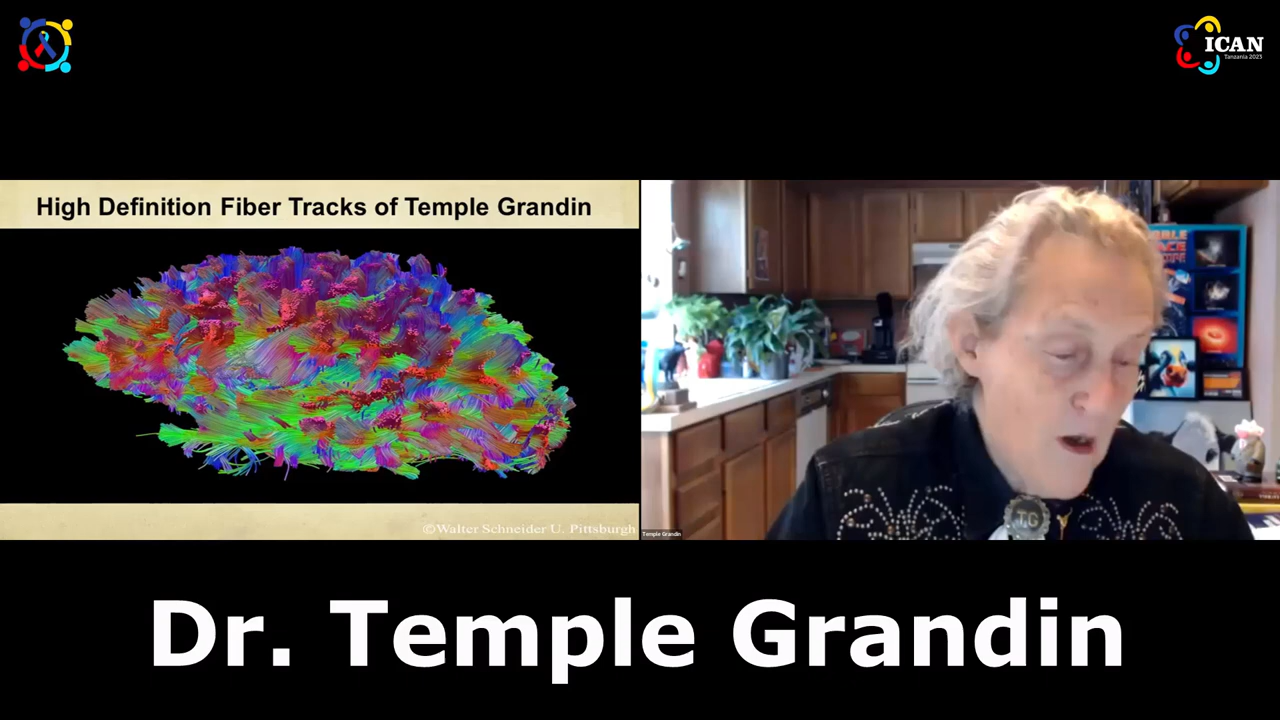 ICAN
Tanzania 2023
High Definition Fiber Tracks of Temple Grandin
©Walter Schneider U. Pittsburgh
Temple Grandin
TG
Dr. Temple Grandin